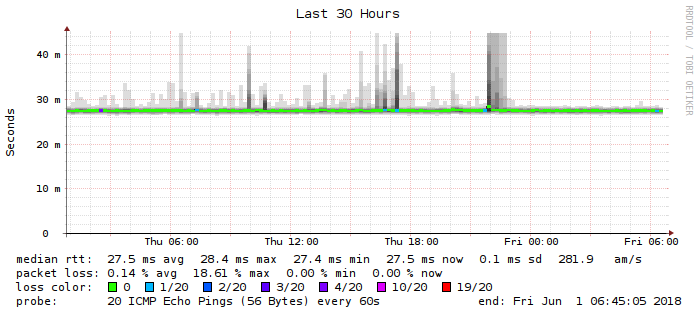 Last 30 Hours
RRDTOOL / TOBI OETIKER
Seconds
40 m
30 m
20 m
10 m
0
Thu 06:00 Thu 12:00 Thu 18:00 Fri 00:00 Fri 06:00
median rtt: 27.5 ms avg 28.4 ms max 27.4 ms min 27.5 ms now 0.1 ms sd 281.9 am/s
packet loss: 0.14 % avg 18.61 % max 0.00 % min 0.00 % now
loss color: 0 1/20 2/20 3/20 4/20 10/20 19/20
probe: 20 ICMP Echo Pings (56 Bytes) every 60s end: Fri Jun 1 06:45:05 2018